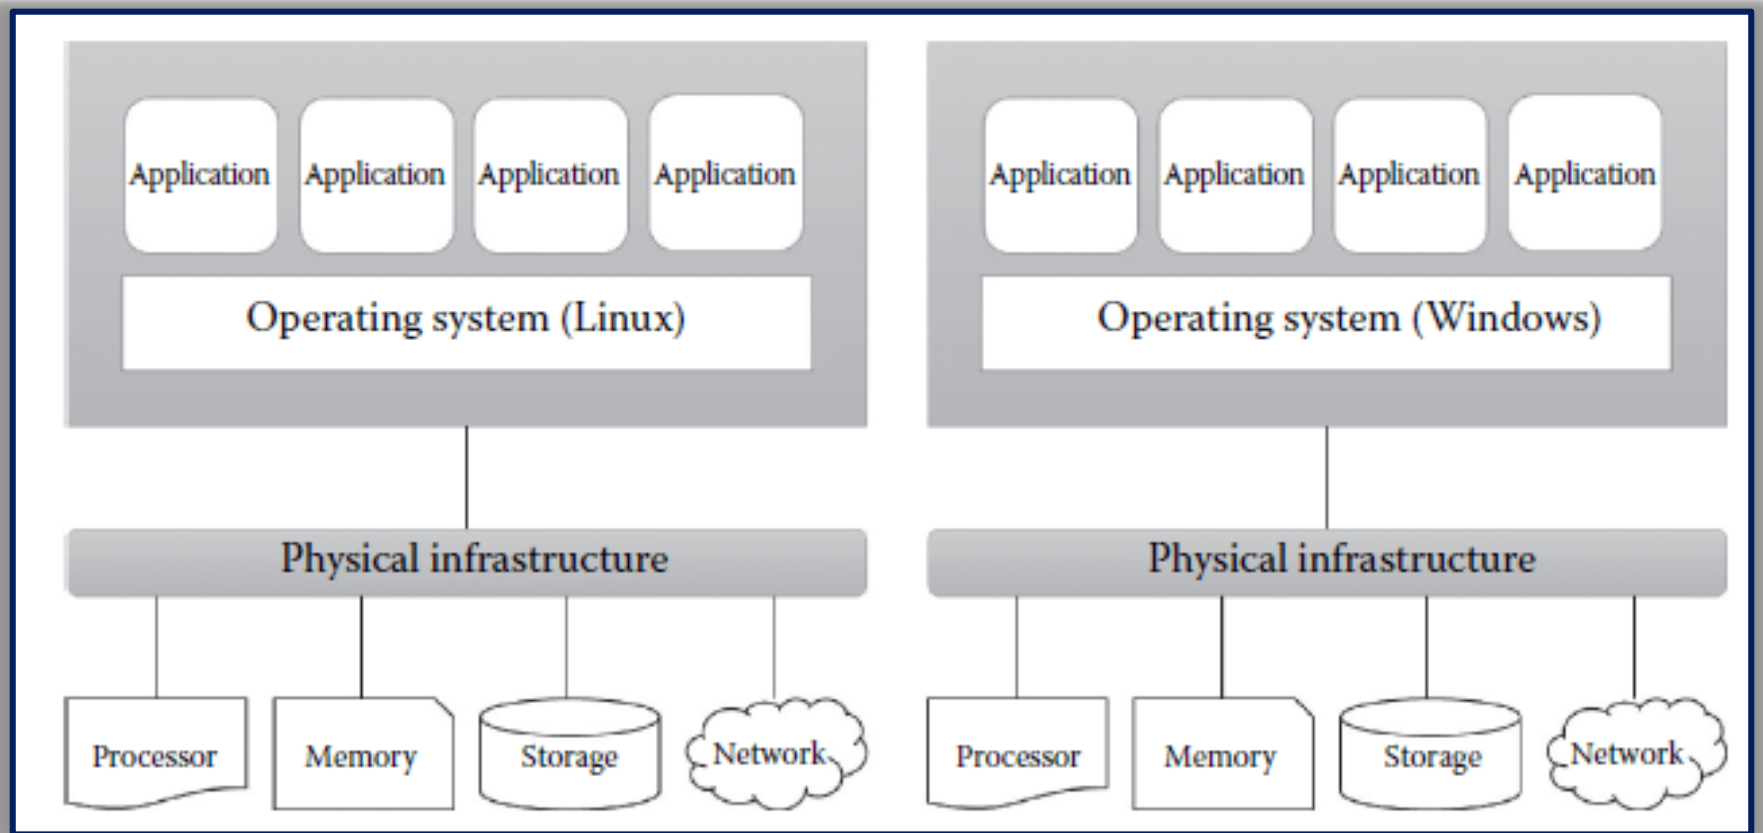 Application Application Application Application
Operating system (Linux)
Physical infrastructure
Processor Memory Storage Network
Application Application Application Application
Operating system (Windows)
Physical infrastructure
Processor Memory Storage Network